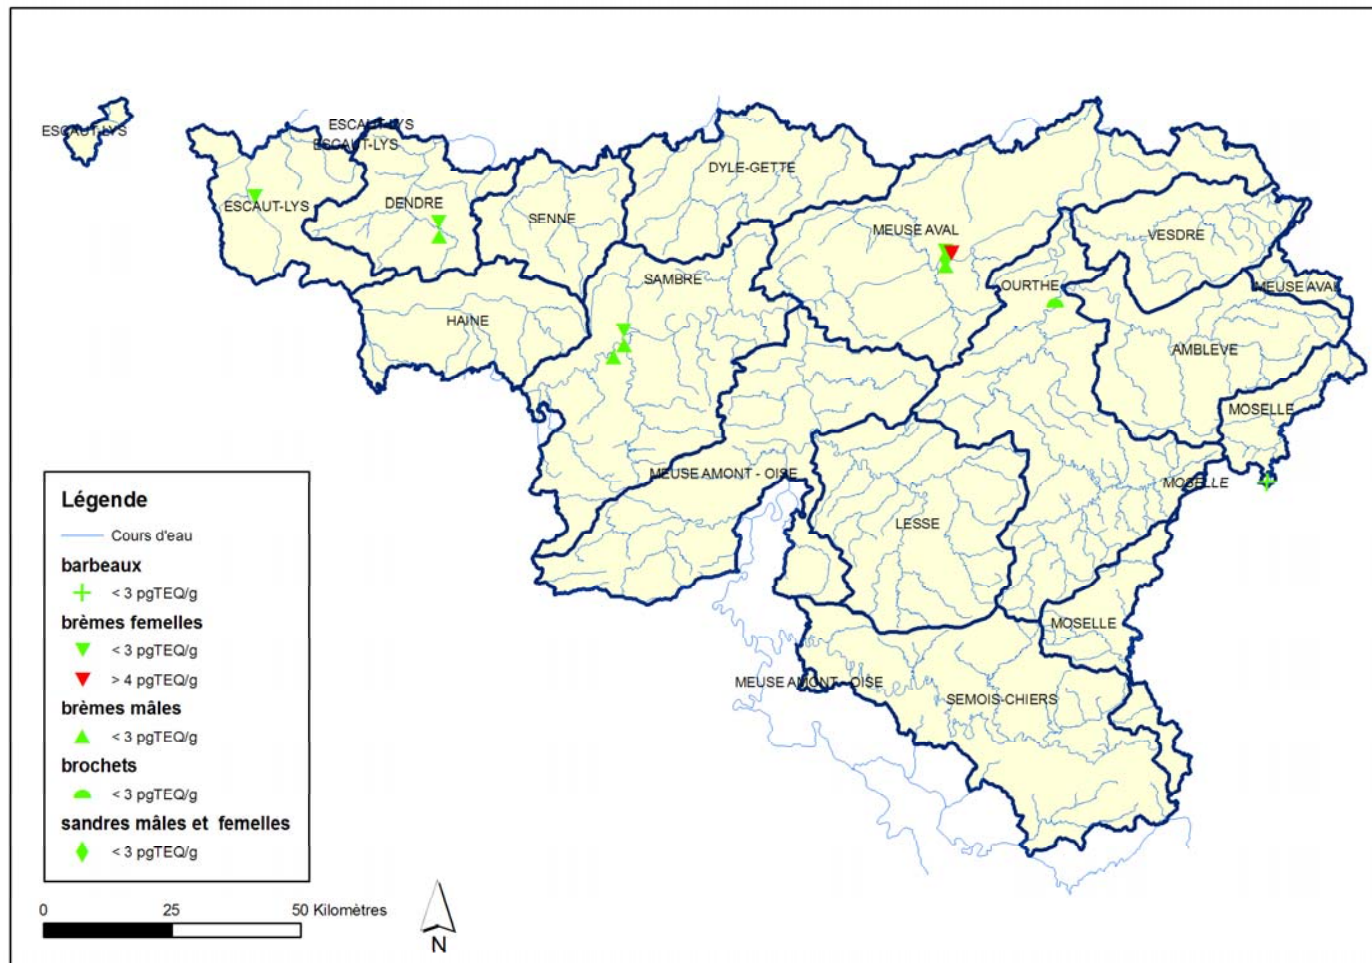 ESCAUT-LYS
ESCAUT-LYS
ESCAUT-LYS
DYLE-GETTE
ESCAUT-LYS
DENDRE
SENNE
MEUSE AVAL
VESDRE
SAMBRE
OURTHE
MEUSE AVAL
HAINE
AMBLEVE
MOSELLE
MEUSE AMONT - OISE
MOSELLE
LESSE
MOSELLE
MEUSE AMONT - OISE
SEMOIS-CHIERS
Légende
Cours d'eau
barbeaux
< 3 pgTEQ/g
brèmes femelles
< 3 pgTEQ/g
> 4 pgTEQ/g
brèmes mâles
< 3 pgTEQ/g
brochets
< 3 pgTEQ/g
sandres mâles et femelles
< 3 pgTEQ/g
0 25 50 Kilomètres
N